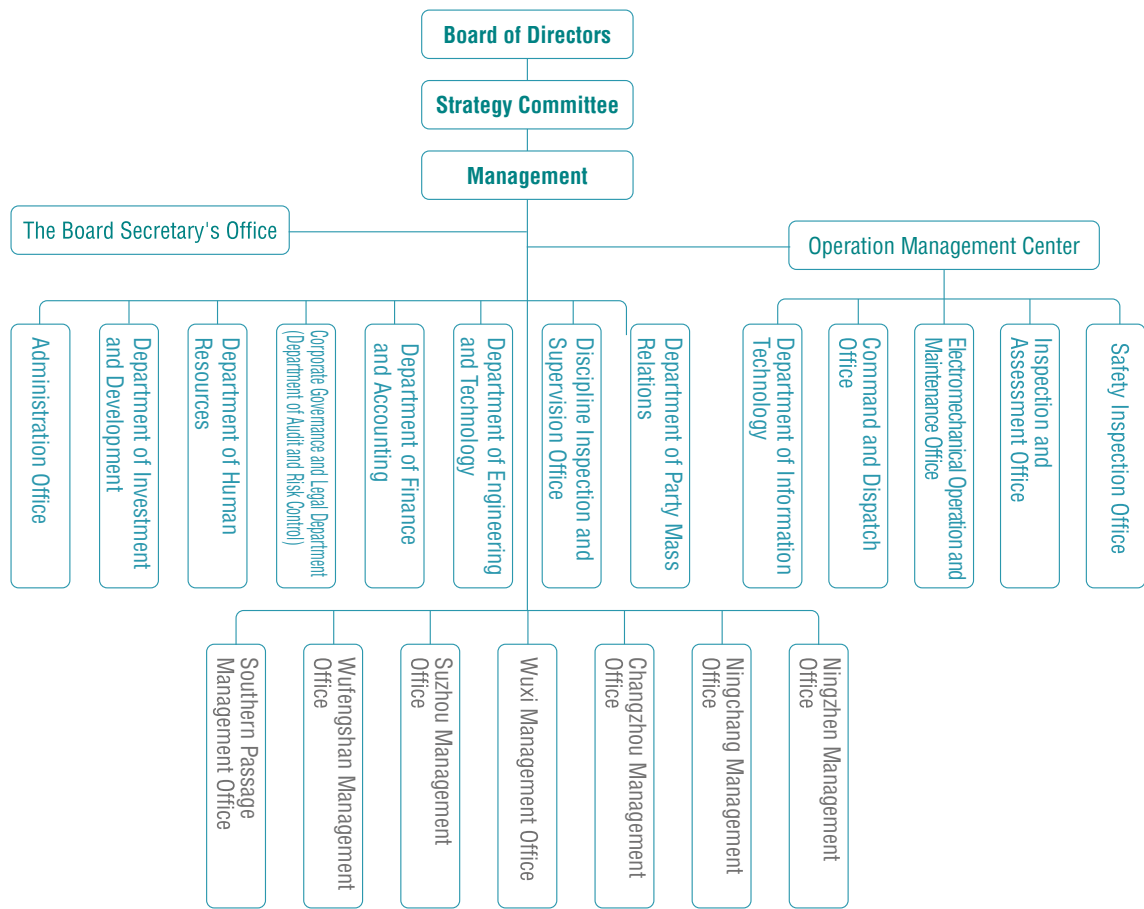 Board of Directors
Strategy Committee
Management
The Board Secretary's Office
Operation Management Center
Administration Office
Department of Investment
and Development
Department of Human
Resources
Corporate Governance and Legal Department
(Department of Audit and Risk Control)
Department of Finance
and Accounting
Department of Engineering
and Technology
Discipline Inspection and
Supervision Office
Department of Party Mass
Relations
Department of Information
Technology
Command and Dispatch
Office
Electromechanical Operation and
Maintenance Office
Inspection and
Assessment Office
Safety Inspection Office
Southern Passage
Management Office
Wufengshan Management
Office
Suzhou Management
Office
Wuxi Management Office
Changzhou Management
Office
Ningchang Management
Office
Ningzhen Management
Office